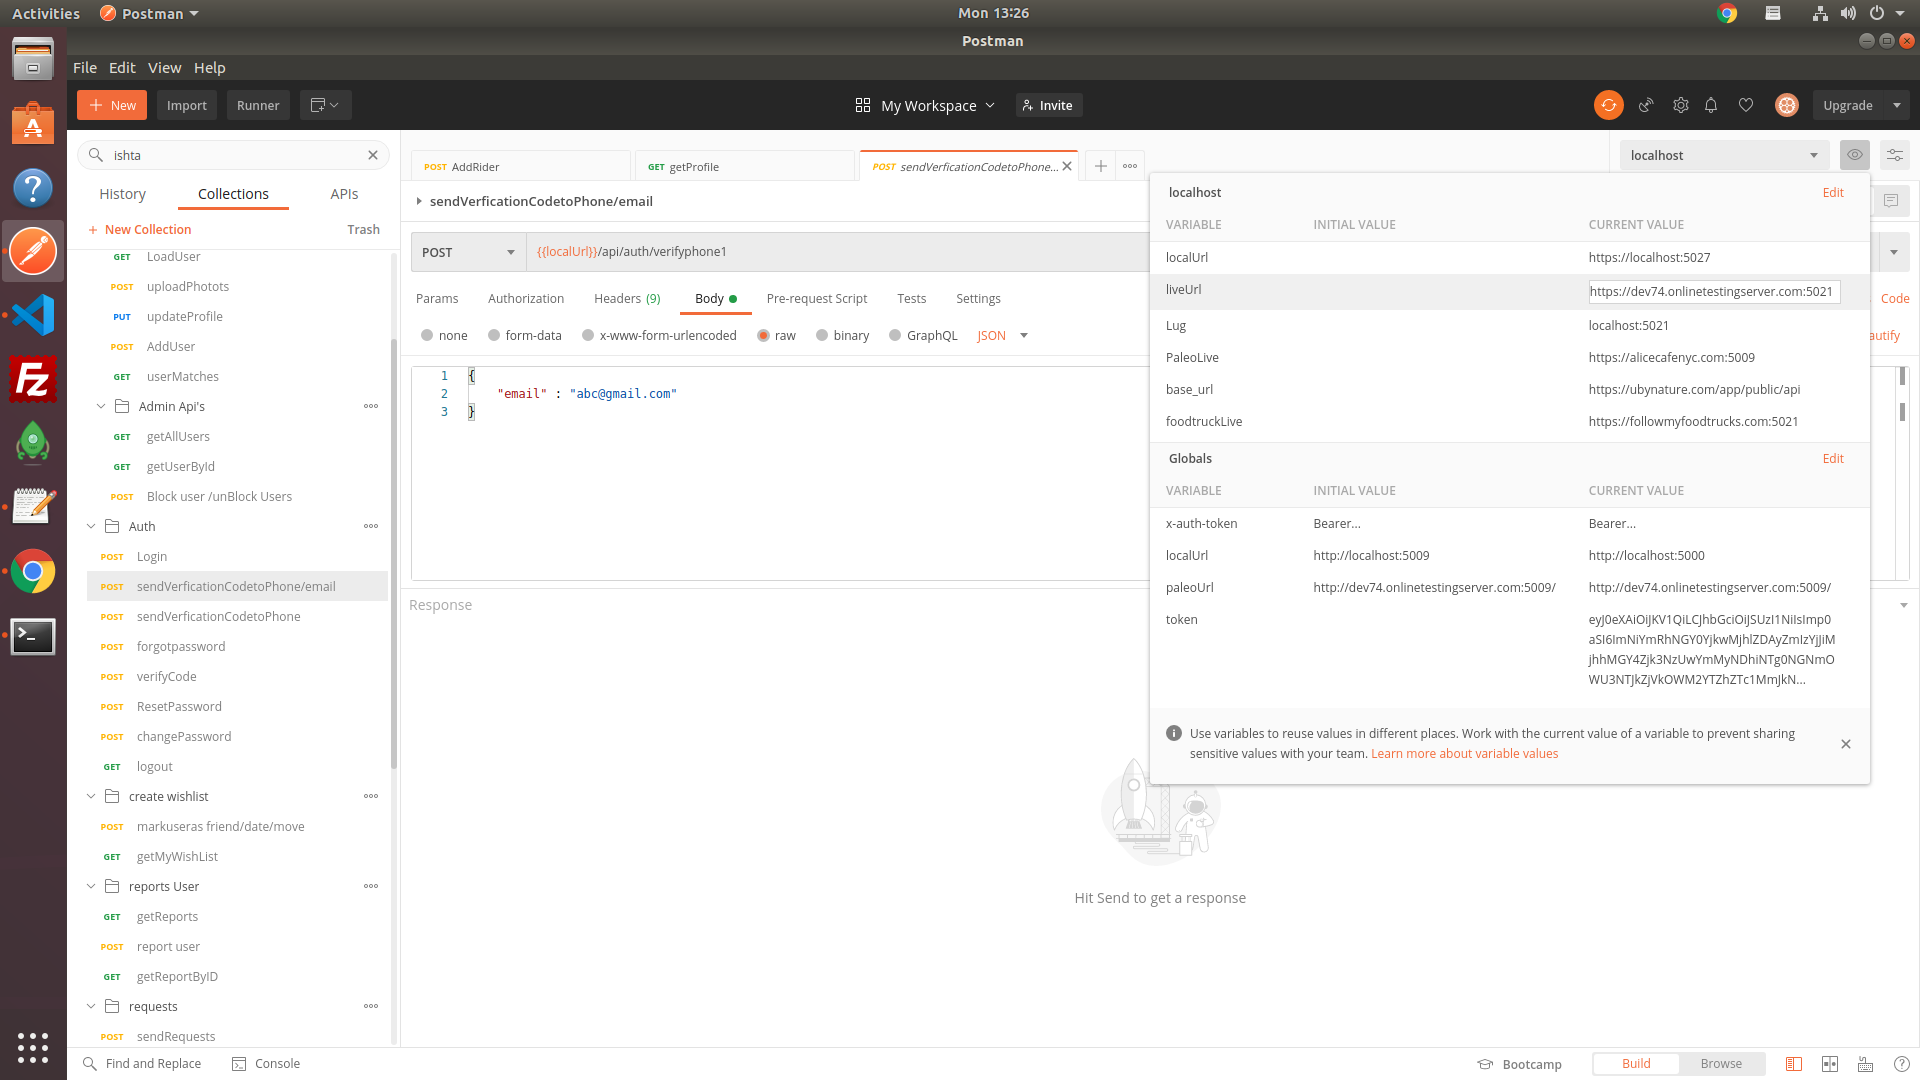 Activities
Postman
Mon 13:26
Postman
File Edit View Help
New
Import
Runner
My Workspace
Invite
Upgrade
ishta
History
Collections
APIs
New Collection
Trash
GET LoadUser
POST uploadPhotots
PUT updateProfile
POST AddUser
GET userMatches
Admin Api's
GET getAllUsers
GET getUserById
POST Block user /unBlock Users
Auth
POST Login
POST sendVerficationCodetoPhone/email
POST sendVerficationCodetoPhone
POST forgotpassword
POST verifyCode
POST ResetPassword
POST changePassword
GET logout
create wishlist
POST markuseras friend/date/move
GET getMyWishList
reports User
GET getReports
POST report user
GET getReportByID
requests
POST sendRequests
POST AddRider
GET getProfile
POST sendVerficationCodetoPhone...
localhost
sendVerficationCodetoPhone/email
POST
{{localUrl}}/api/auth/verifyphone1
Params
Authorization
Headers (9)
Body
Pre-request Script
Tests
Settings
Code
none
form-data
x-www-form-urlencoded
raw
binary
GraphQL
JSON
autify
1 {
2 "email" : "abc@gmail.com"
3 }
Response
Hit Send to get a response
localhost
Edit
VARIABLE INITIAL VALUE CURRENT VALUE
localUrl https://localhost:5027
liveUrl https://dev74.onlinetestingserver.com:5021
Lug localhost:5021
PaleoLive https://alicecafenyc.com:5009
base_url https://ubynature.com/app/public/api
foodtruckLive https://followmyfoodtrucks.com:5021
Globals
Edit
VARIABLE INITIAL VALUE CURRENT VALUE
x-auth-token Bearer... Bearer...
localUrl http://localhost:5009 http://localhost:5000
paleoUrl http://dev74.onlinetestingserver.com:5009/ http://dev74.onlinetestingserver.com:5009/
token
eyJ0eXAiOiJKV1QiLCJhbGciOiJSUzI1NiIsImp0
aSI6ImNiYmRhNGY0YjkwMjhlZDAyZmIzYjJiM
jhhMGY4Zjk3NzUwYmMyNDhiNTg0NGNmO
WU3NTJkZjVkOWM2YTZhZTc1MmJkN...
Use variables to reuse values in different places. Work with the current value of a variable to prevent sharing
sensitive values with your team. Learn more about variable values
Find and Replace
Console
Bootcamp
Build
Browse